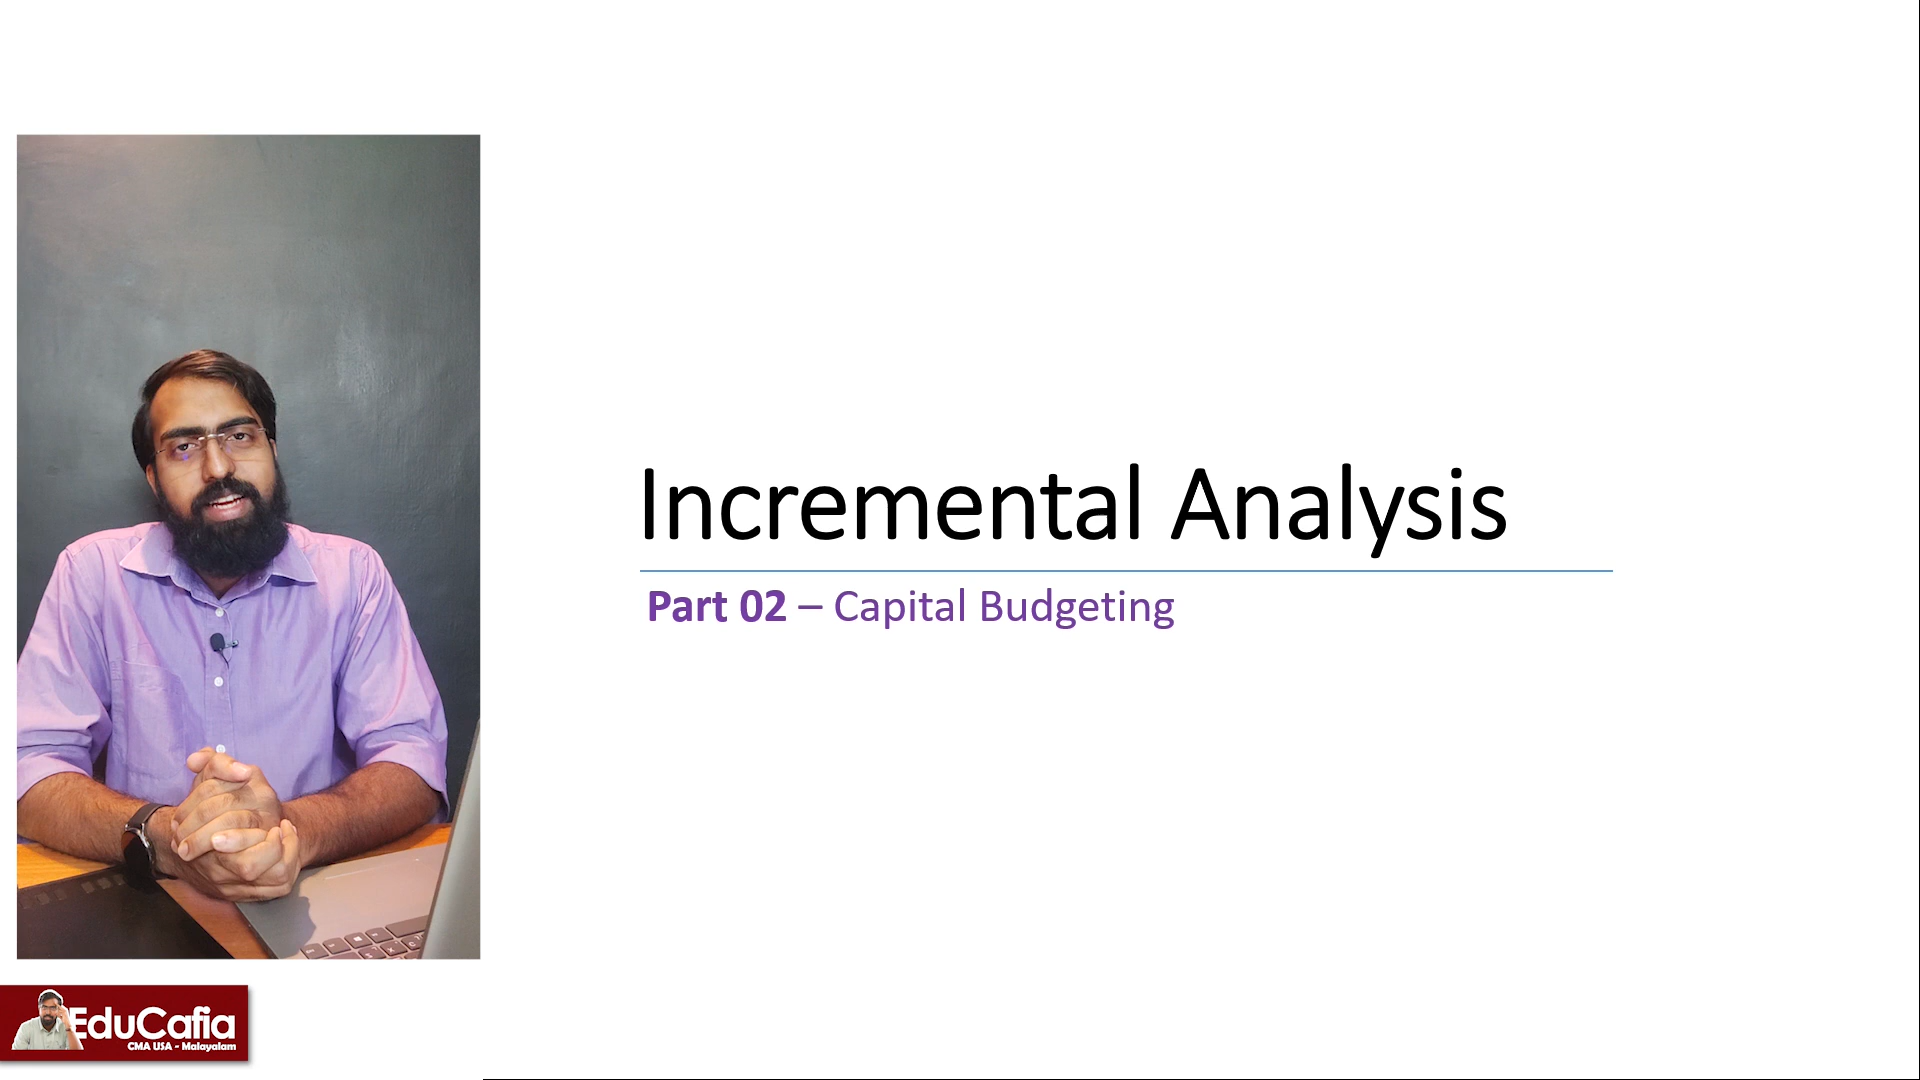 Incremental Analysis
Part 02 – Capital Budgeting
EduCafia
CMA USA - Malayalam